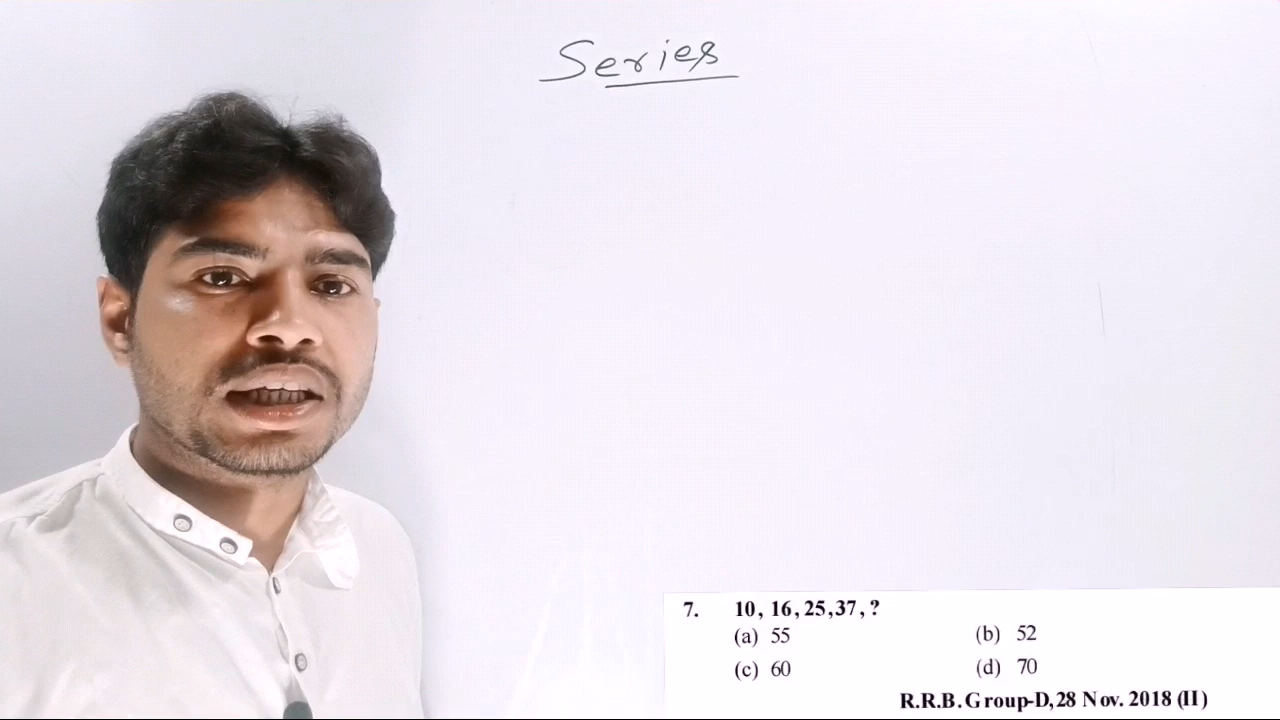 Series
7. 10, 16, 25, 37, ?
(a) 55 (b) 52
(c) 60 (d) 70
R.R.B. Group-D, 28 Nov. 2018 (II)